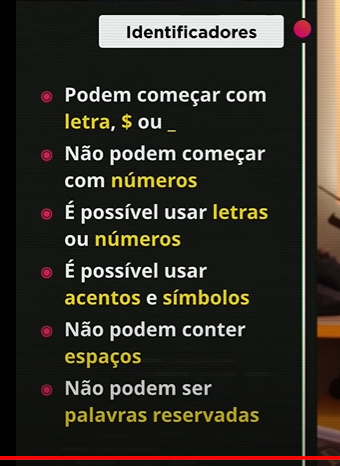 Identificadores
Podem começar com
letra, $ ou _
Não podem começar
com números
É possível usar letras
ou números
É possível usar
acentos e símbolos
Não podem conter
espaços
Não podem ser
palavras reservadas